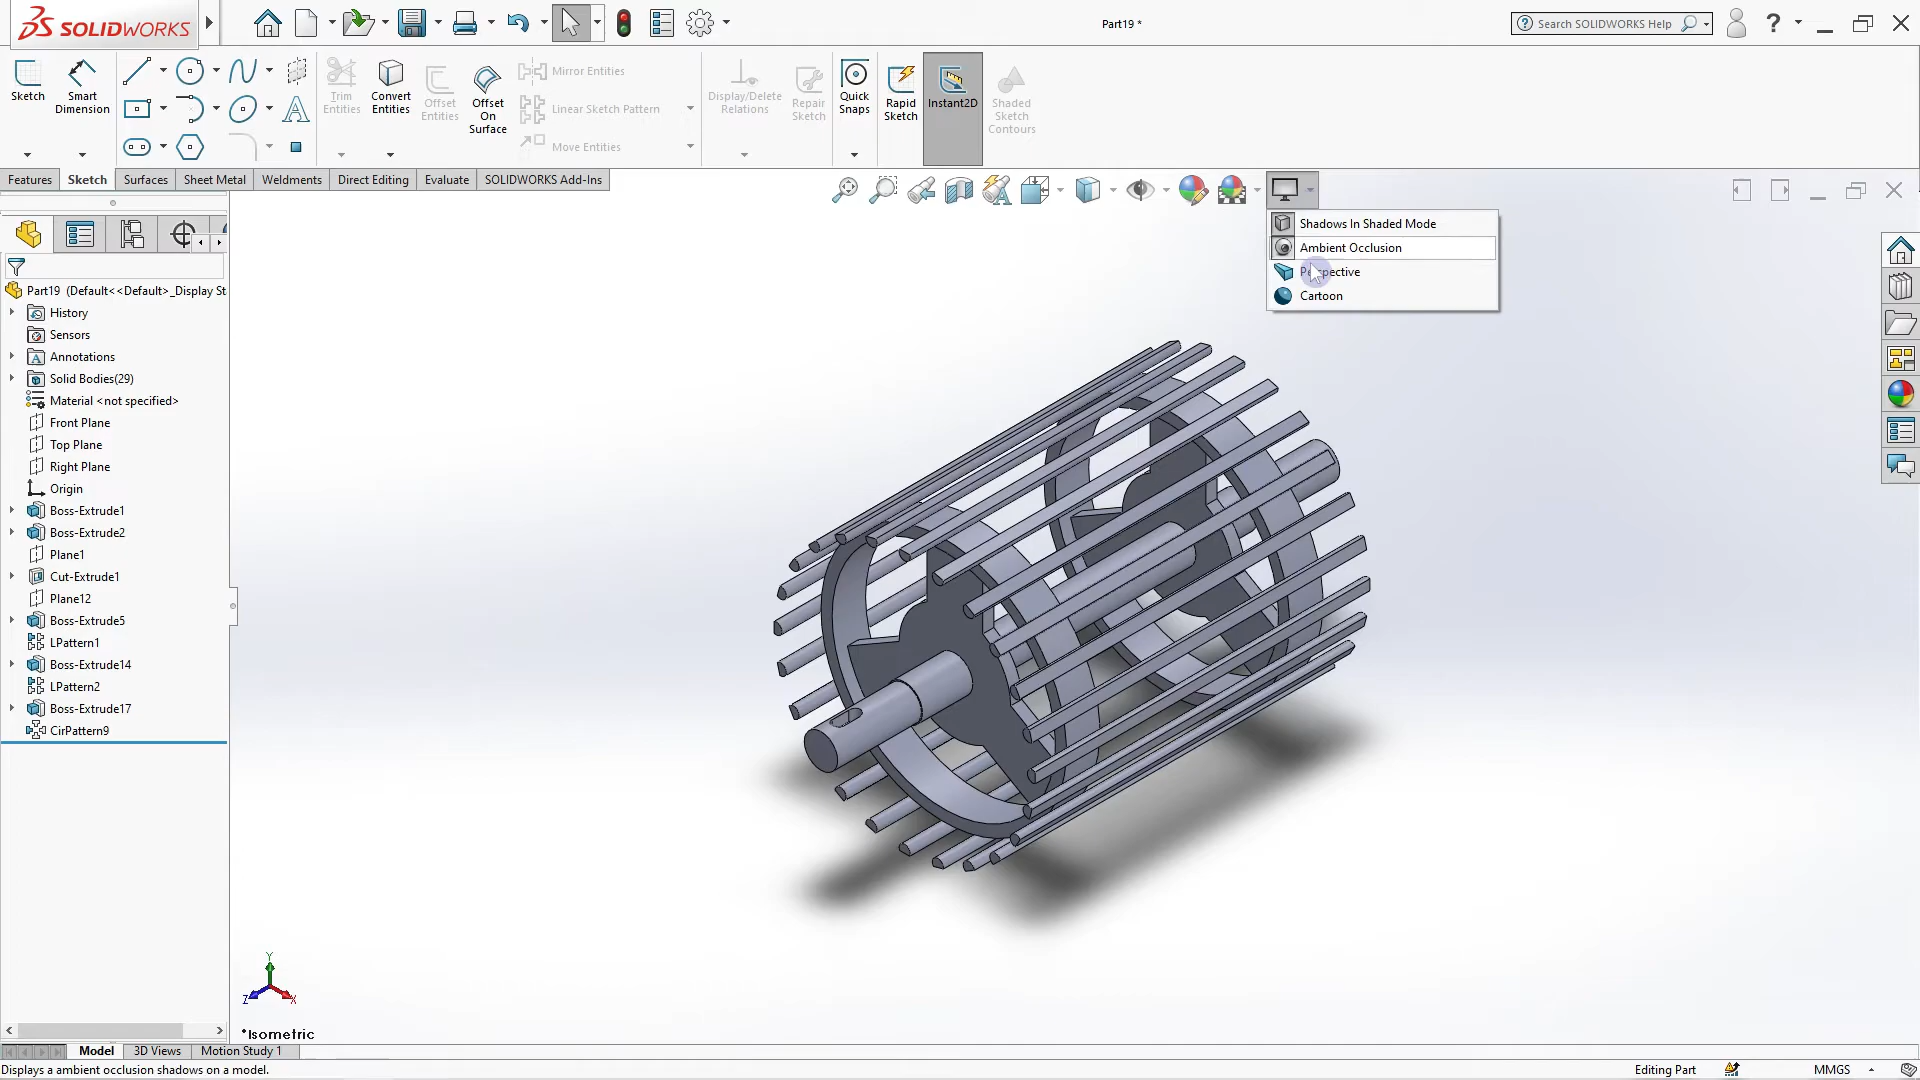 SOLIDWORKS
Part19 *
Search SOLIDWORKS Help
Sketch
Smart
Dimension
Trim
Entities
Convert
Entities
Offset
Entities
Offset
On
Surface
Mirror Entities
Linear Sketch Pattern
Move Entities
Display/Delete
Relations
Repair
Sketch
Quick
Snaps
Rapid
Sketch
Instant2D
Shaded
Sketch
Contours
Features
Sketch
Surfaces
Sheet Metal
Weldments
Direct Editing
Evaluate
SOLIDWORKS Add-Ins
Shadows In Shaded Mode
Ambient Occlusion
Perspective
Cartoon
Part19 (Default<<Default>_Display St
History
Sensors
Annotations
Solid Bodies(29)
Material <not specified>
Front Plane
Top Plane
Right Plane
Origin
Boss-Extrude1
Boss-Extrude2
Plane1
Cut-Extrude1
Plane12
Boss-Extrude5
LPattern1
Boss-Extrude14
LPattern2
Boss-Extrude17
CirPattern9
Y
Z
X
*Isometric
Model
3D Views
Motion Study 1
Displays a ambient occlusion shadows on a model.
Editing Part
MMGS